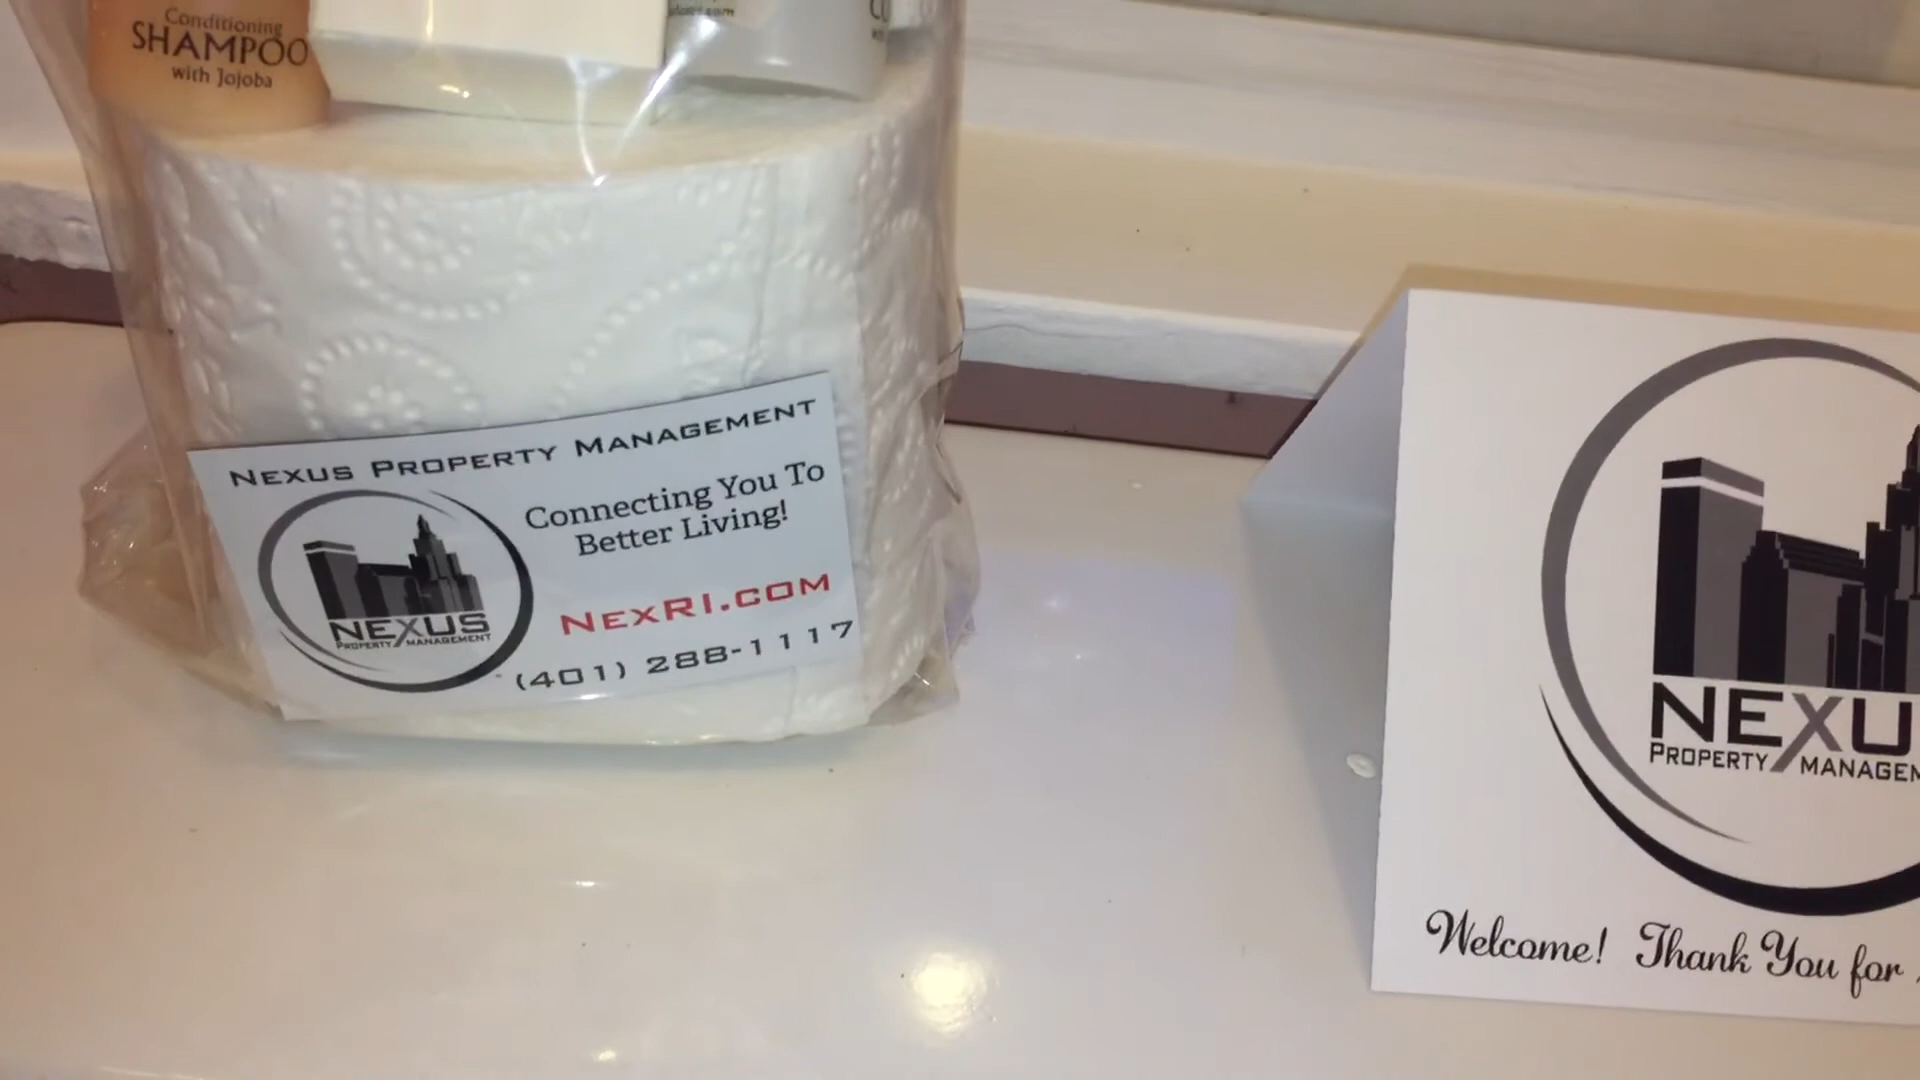 Conditioning
SHAMPOO
with Jojoba
Nexus Property Management
Connecting You To
Better Living!
NEXUS
PROPERTY MANAGEMENT
NexRI.com
(401) 288-1117
NEXU
PROPERTY MANAGEM
Welcome! Thank You for